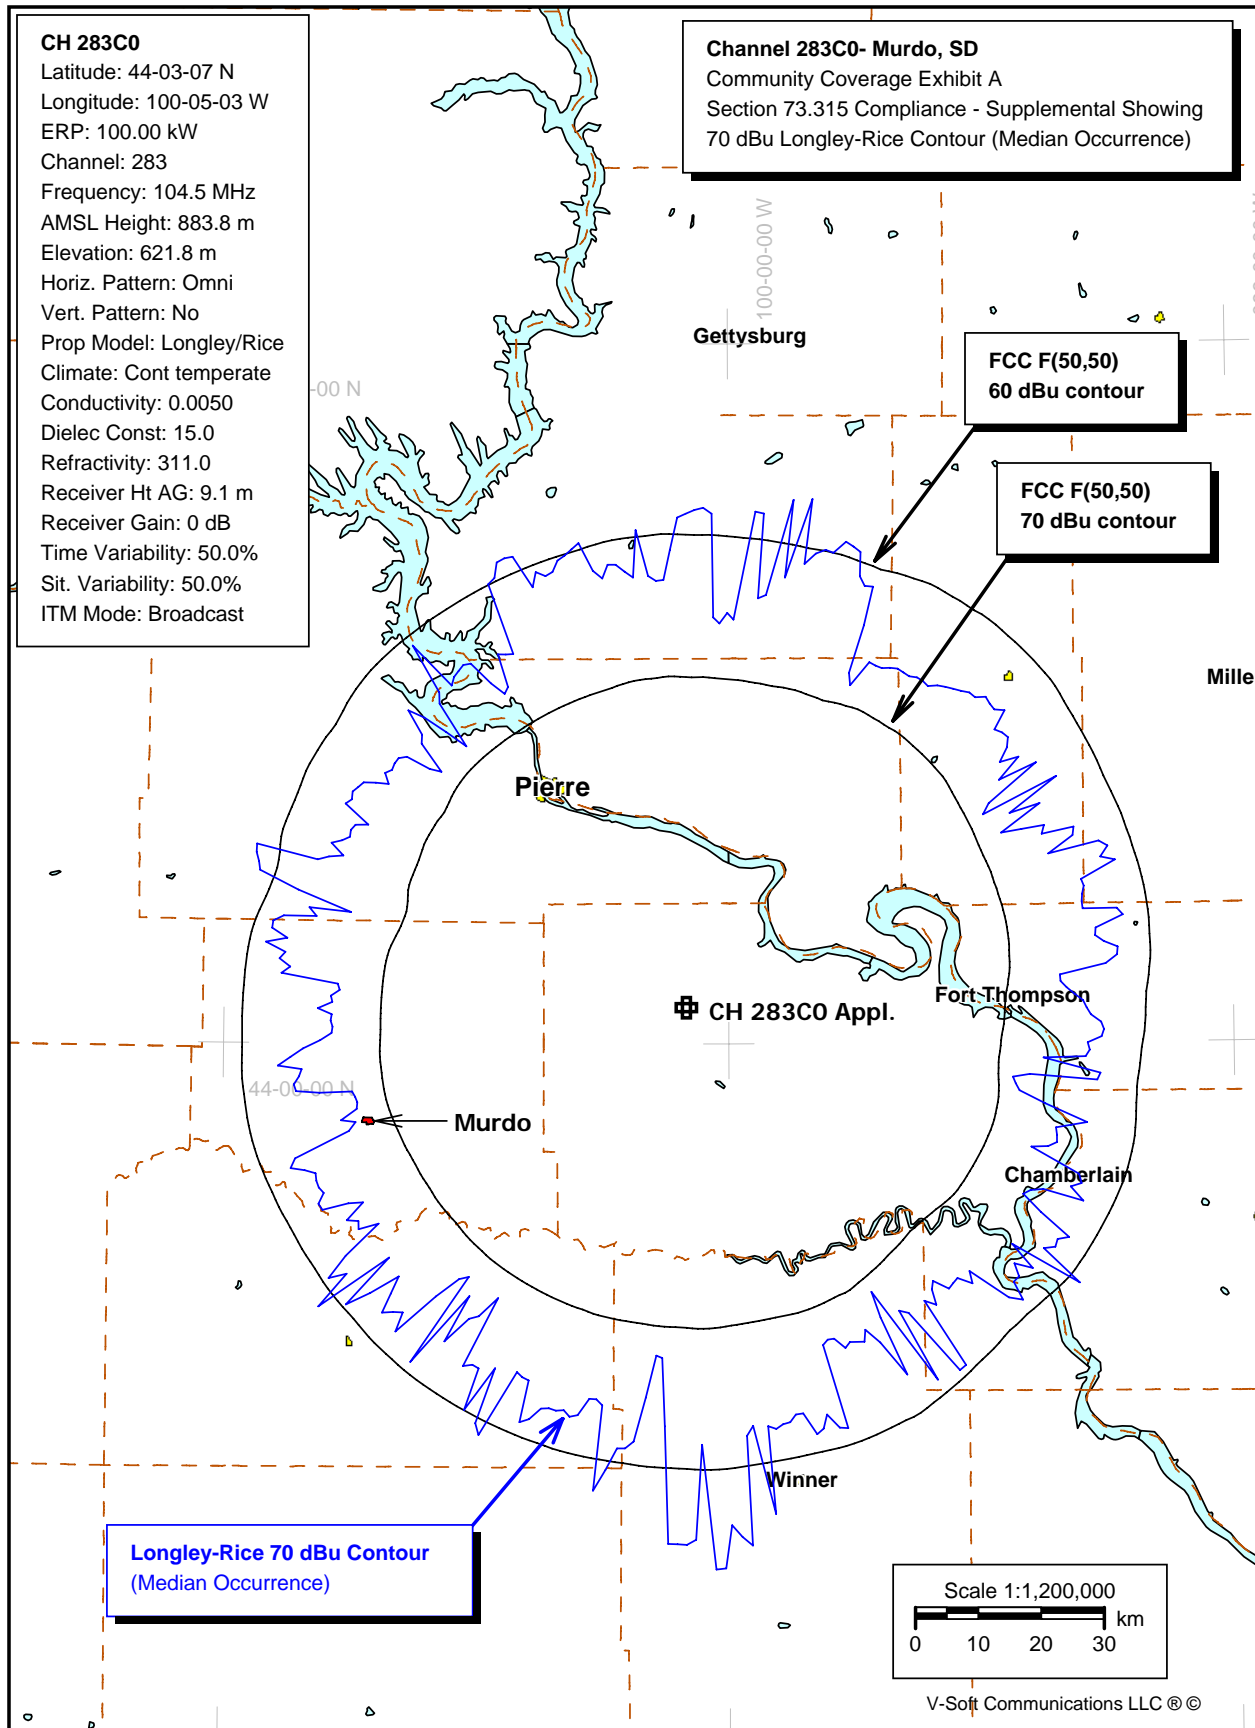 CH 283C0
Latitude: 44-03-07 N
Longitude: 100-05-03 W
ERP: 100.00 kW
Channel: 283
Frequency: 104.5 MHz
AMSL Height: 883.8 m
Elevation: 621.8 m
Horiz. Pattern: Omni
Vert. Pattern: No
Prop Model: Longley/Rice
Climate: Cont temperate
Conductivity: 0.0050
Dielec Const: 15.0
Refractivity: 311.0
Receiver Ht AG: 9.1 m
Receiver Gain: 0 dB
Time Variability: 50.0%
Sit. Variability: 50.0%
ITM Mode: Broadcast
Channel 283C0- Murdo, SD
Community Coverage Exhibit A
Section 73.315 Compliance - Supplemental Showing
70 dBu Longley-Rice Contour (Median Occurrence)
100-00-00 W
Gettysburg
FCC F(50,50)
60 dBu contour
-00 N
FCC F(50,50)
70 dBu contour
Mille
Pierre
Fort Thompson
CH 283C0 Appl.
44-00-00 N
Murdo
Chamberlain
Winner
Longley-Rice 70 dBu Contour
(Median Occurrence)
Scale 1:1,200,000
km
0 10 20 30
V-Soft Communications LLC ® ©